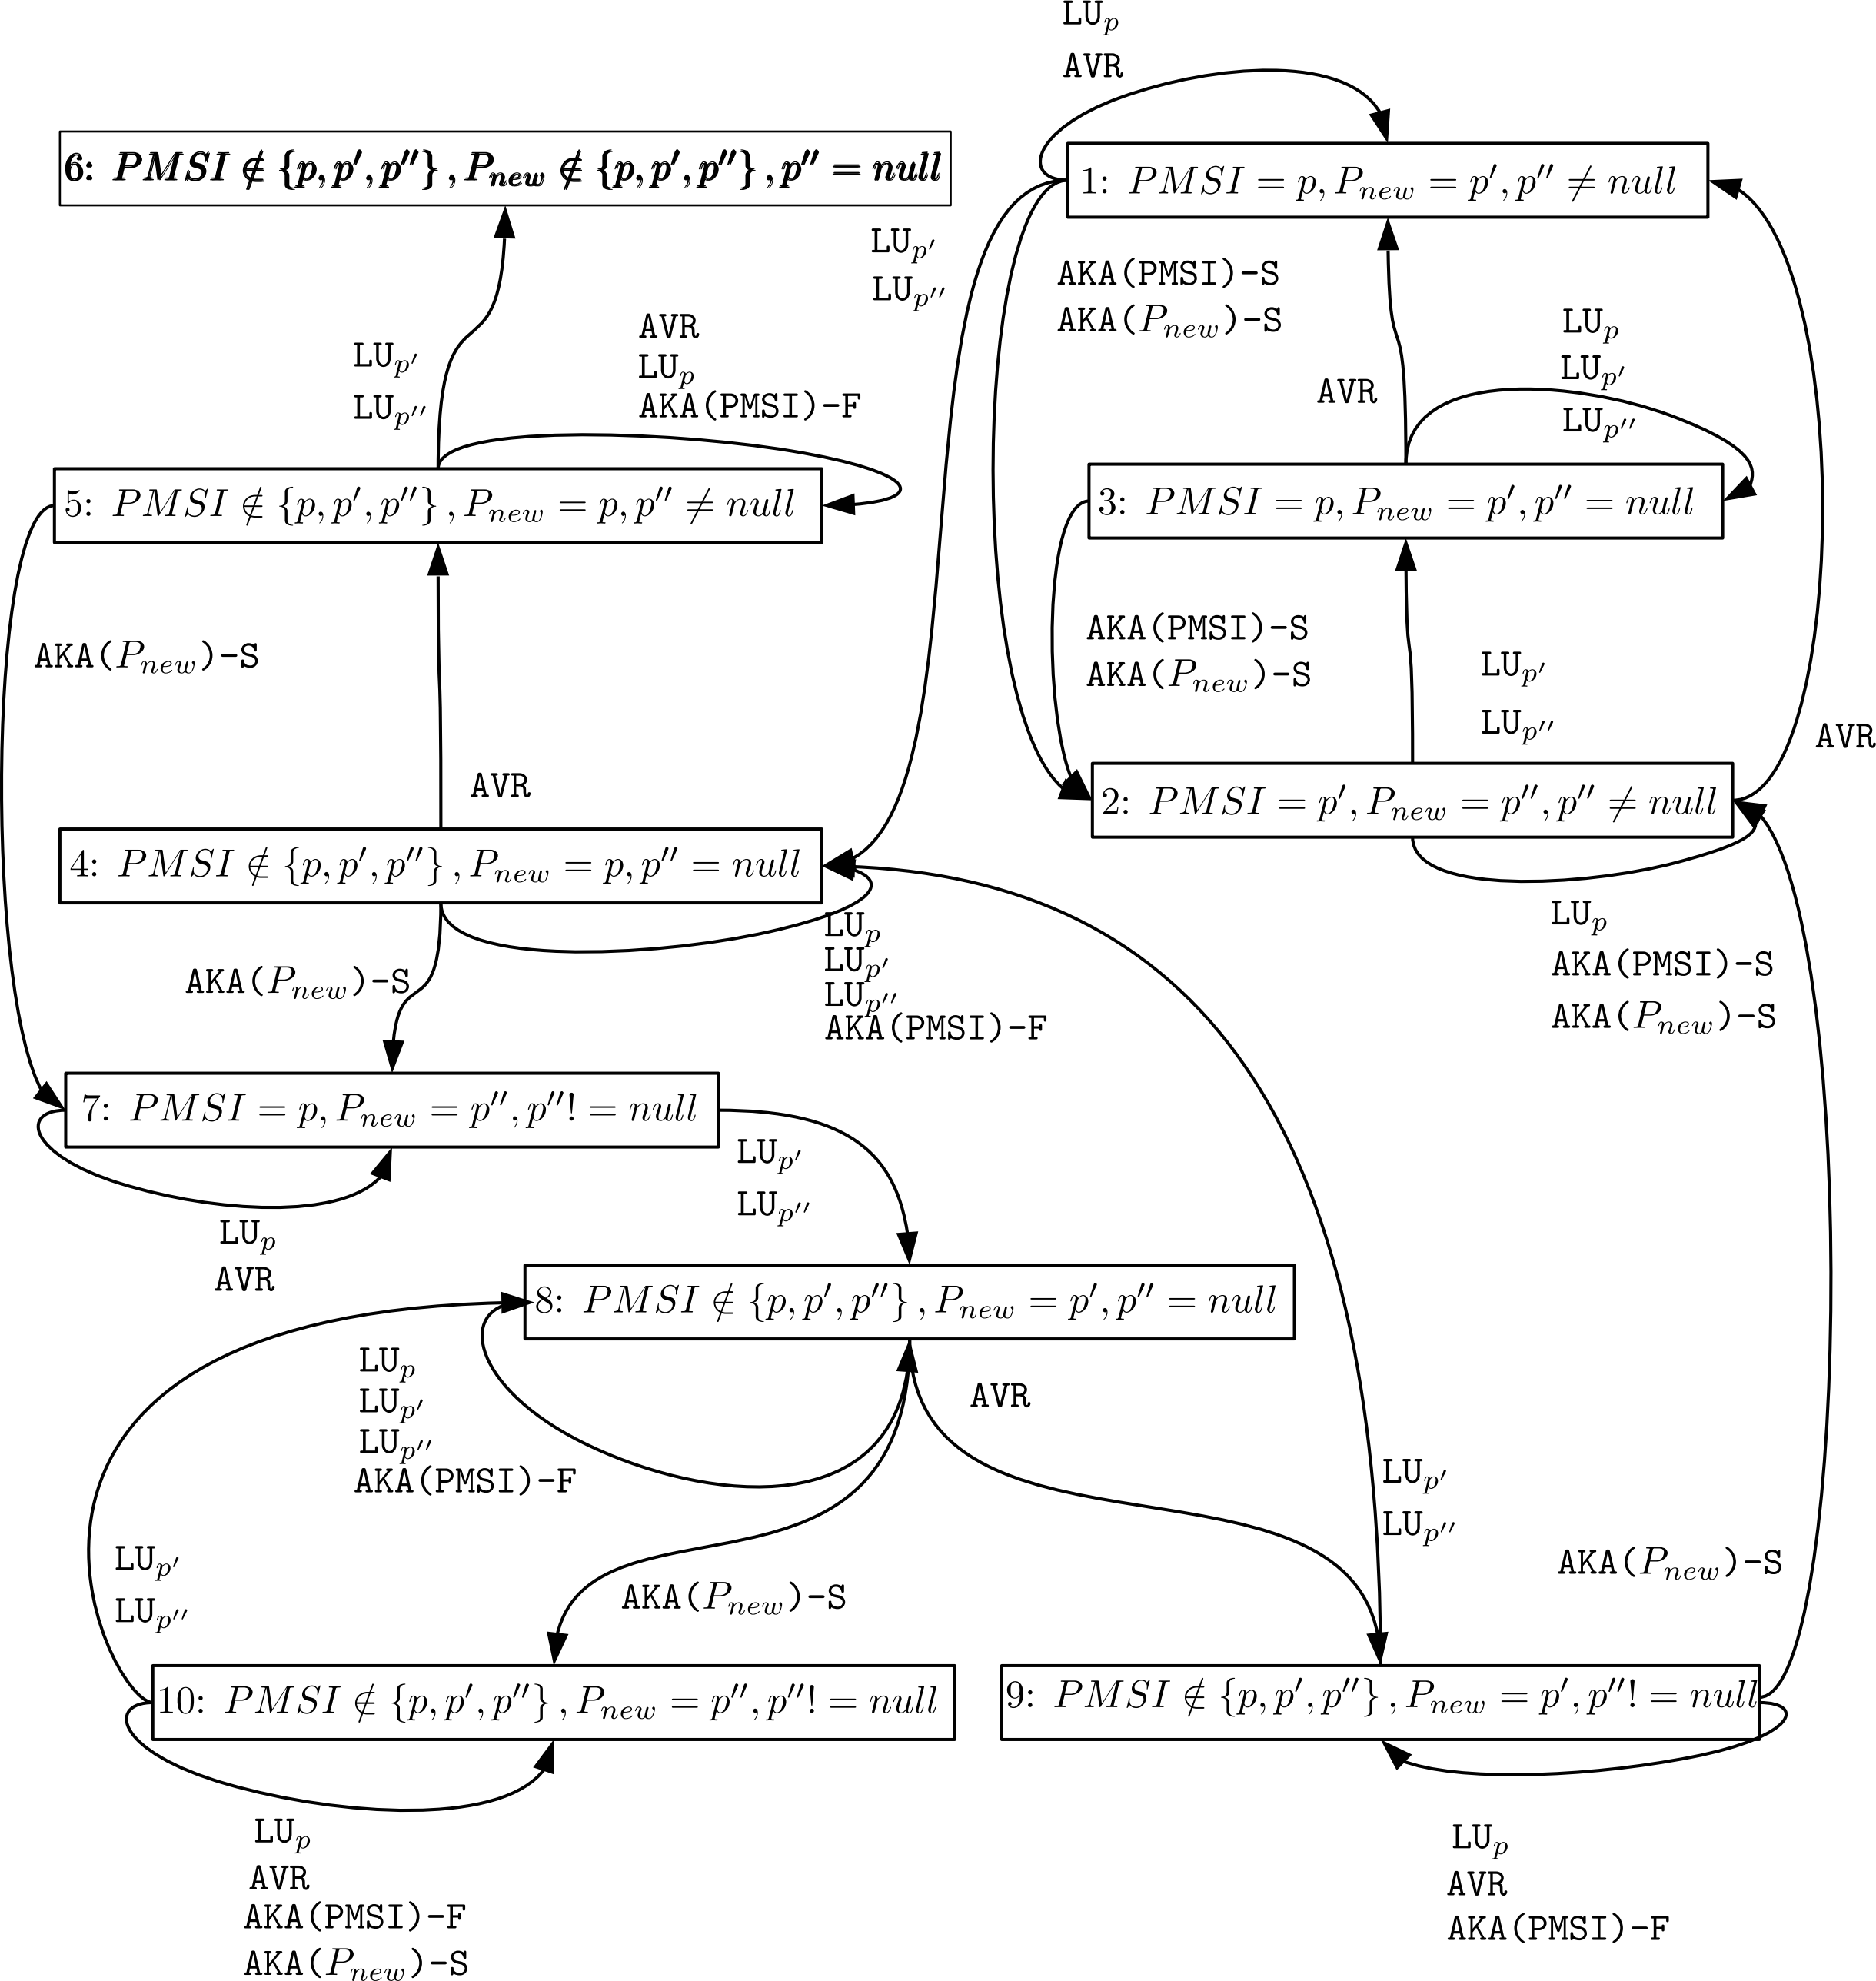 LU_p
AVR
6: PMSI ∉ {p, p′, p′′}, P_new ∉ {p, p′, p′′}, p′′ = null
1: PMSI = p, P_new = p′, p′′ ≠ null
LU_p′
LU_p′′
AKA(PMSI)-S
AKA(P_new)-S
LU_p′
LU_p′′
AVR
LU_p
AKA(PMSI)-F
AVR
LU_p
LU_p′
LU_p′′
5: PMSI ∉ {p, p′, p′′}, P_new = p, p′′ ≠ null
3: PMSI = p, P_new = p′, p′′ = null
AKA(P_new)-S
AKA(PMSI)-S
AKA(P_new)-S
LU_p′
LU_p′′
AVR
AVR
2: PMSI = p′, P_new = p′′, p′′ ≠ null
4: PMSI ∉ {p, p′, p′′}, P_new = p, p′′ = null
AKA(P_new)-S
LU_p
LU_p′
LU_p′′
AKA(PMSI)-F
LU_p
AKA(PMSI)-S
AKA(P_new)-S
7: PMSI = p, P_new = p′′, p′′! = null
LU_p′
LU_p′′
LU_p
AVR
8: PMSI ∉ {p, p′, p′′}, P_new = p′, p′′ = null
LU_p
LU_p′
LU_p′′
AKA(PMSI)-F
AVR
LU_p′
LU_p′′
LU_p′
LU_p′′
AKA(P_new)-S
AKA(P_new)-S
10: PMSI ∉ {p, p′, p′′}, P_new = p′′, p′′! = null
9: PMSI ∉ {p, p′, p′′}, P_new = p′, p′′! = null
LU_p
AVR
AKA(PMSI)-F
AKA(P_new)-S
LU_p
AVR
AKA(PMSI)-F